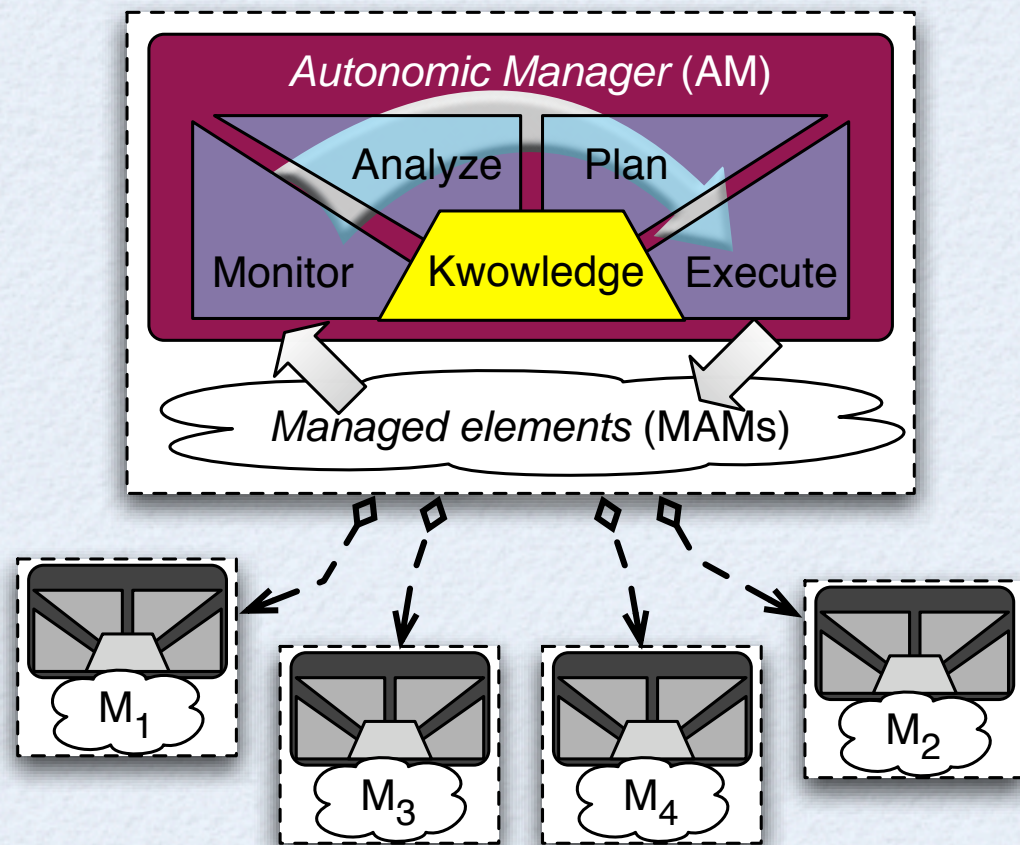 Autonomic Manager (AM)
Analyze
Plan
Monitor
Kwowledge
Execute
Managed elements (MAMs)
M1
M2
M3
M4